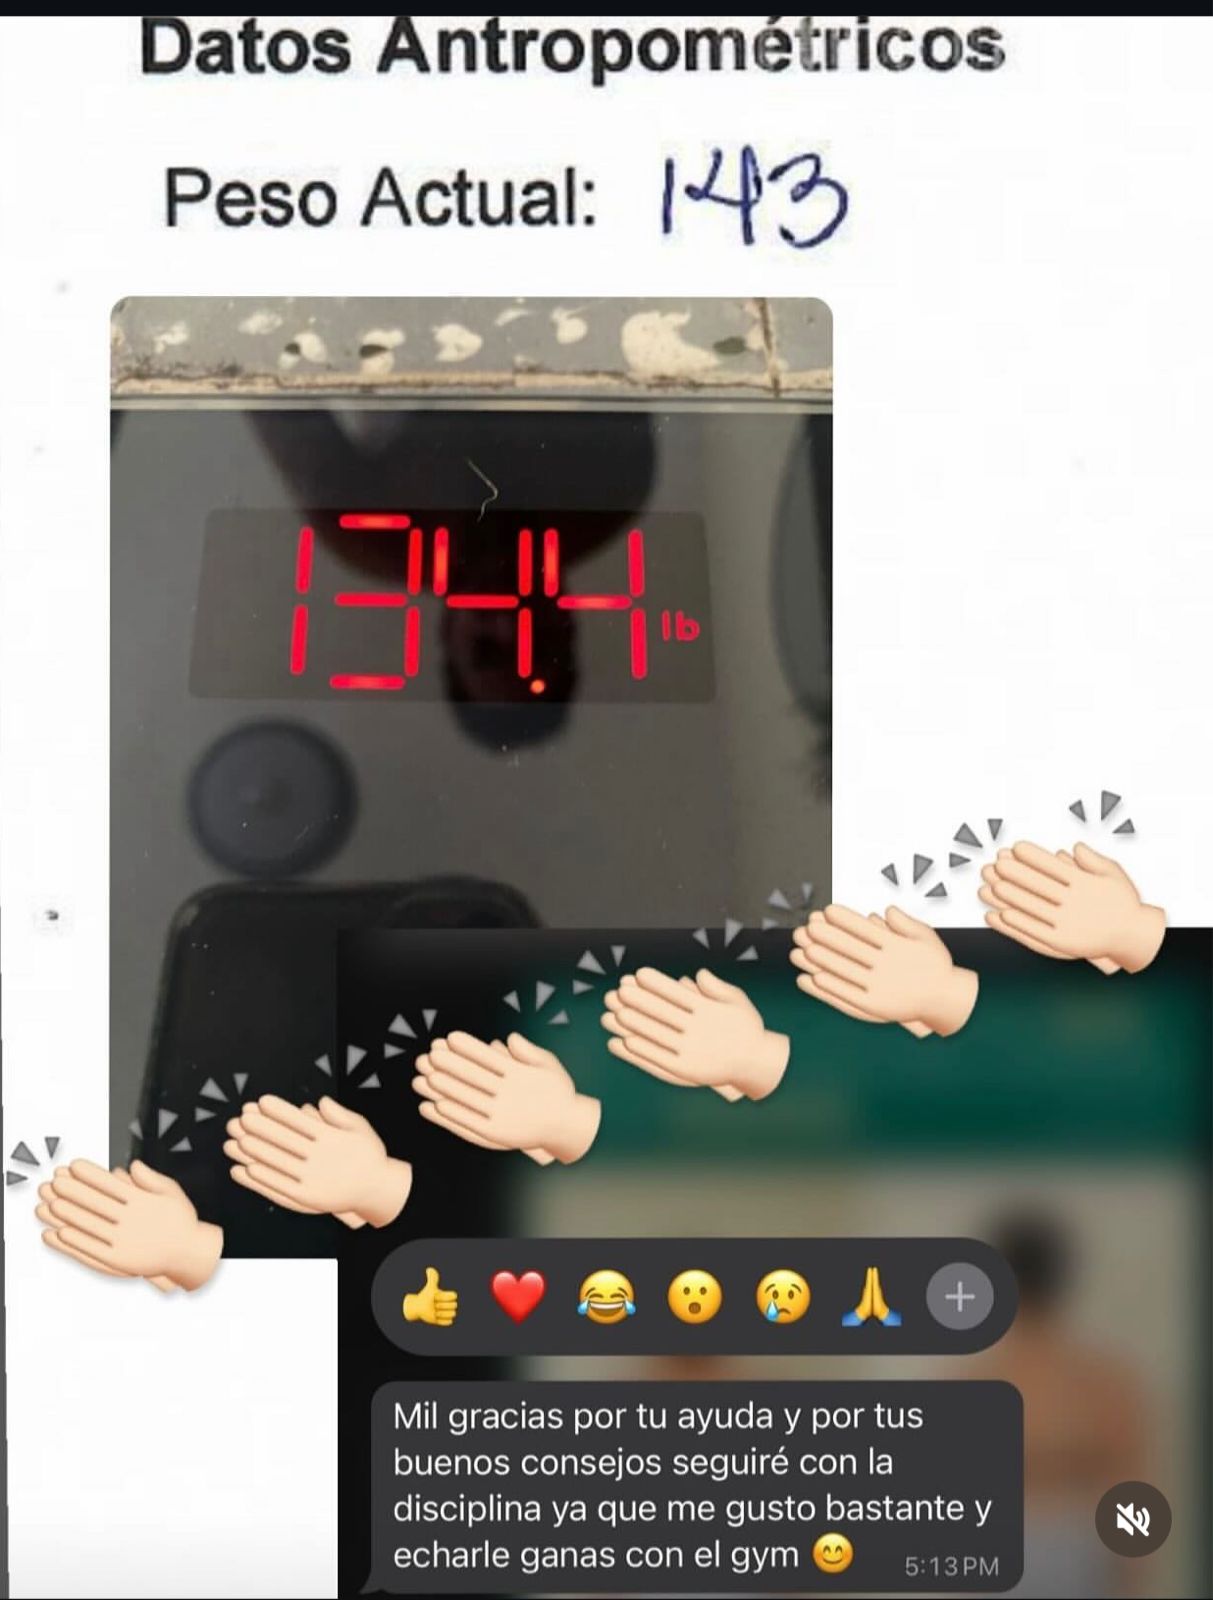 Datos Antropométricos
Peso Actual: 143
134.4 lb
Mil gracias por tu ayuda y por tus
buenos consejos seguiré con la
disciplina ya que me gusto bastante y
echarle ganas con el gym 😊
5:13 PM